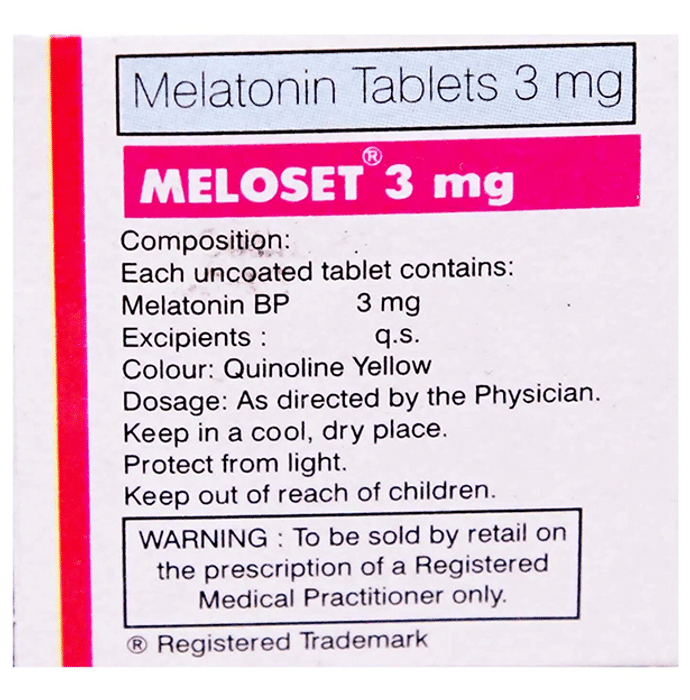 Melatonin Tablets 3 mg
MELOSET® 3 mg
Composition:
Each uncoated tablet contains:
Melatonin BP 3 mg
Excipients : q.s.
Colour: Quinoline Yellow
Dosage: As directed by the Physician.
Keep in a cool, dry place.
Protect from light.
Keep out of reach of children.
WARNING : To be sold by retail on
the prescription of a Registered
Medical Practitioner only.
® Registered Trademark